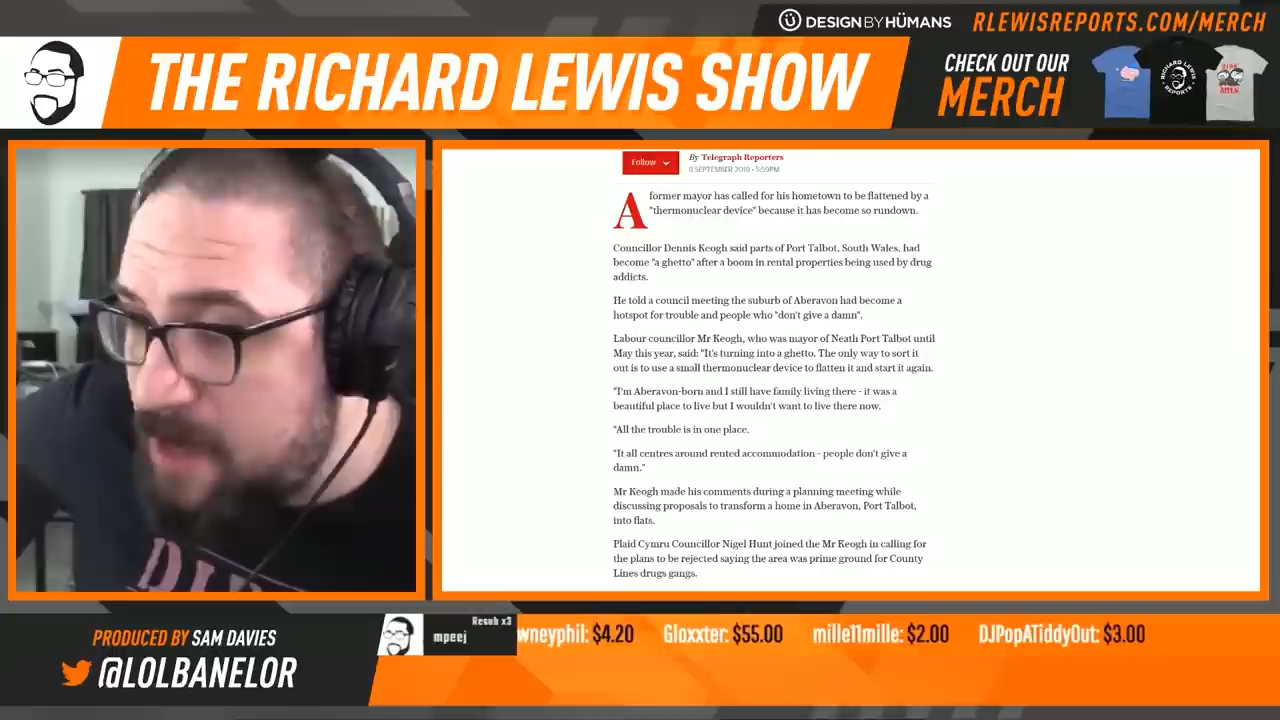 DESIGNBYHÜMANS
RLEWISREPORTS.COM/MERCH
THE RICHARD LEWIS SHOW
CHECK OUT OUR
MERCH
RICHARD LEWIS
REPORTS
Follow
By Telegraph Reporters
8 SEPTEMBER 2019 • 5:59PM
A former mayor has called for his hometown to be flattened by a
"thermonuclear device" because it has become so rundown.
Councillor Dennis Keogh said parts of Port Talbot, South Wales, had
become "a ghetto" after a boom in rental properties being used by drug
addicts.
He told a council meeting the suburb of Aberavon had become a
hotspot for trouble and people who "don't give a damn".
Labour councillor Mr Keogh, who was mayor of Neath Port Talbot until
May this year, said: "It's turning into a ghetto. The only way to sort it
out is to use a small thermonuclear device to flatten it and start it again.
"I'm Aberavon-born and I still have family living there - it was a
beautiful place to live but I wouldn't want to live there now.
"All the trouble is in one place.
"It all centres around rented accommodation - people don't give a
damn."
Mr Keogh made his comments during a planning meeting while
discussing proposals to transform a home in Aberavon, Port Talbot,
into flats.
Plaid Cymru Councillor Nigel Hunt joined the Mr Keogh in calling for
the plans to be rejected saying the area was prime ground for County
Lines drugs gangs.
PRODUCED BY SAM DAVIES
@LOLBANELOR
Resub x3
mpeej
wneyphil: $4.20 Gloxxter: $55.00 mille11mille: $2.00 DJPopATiddyOut: $3.00